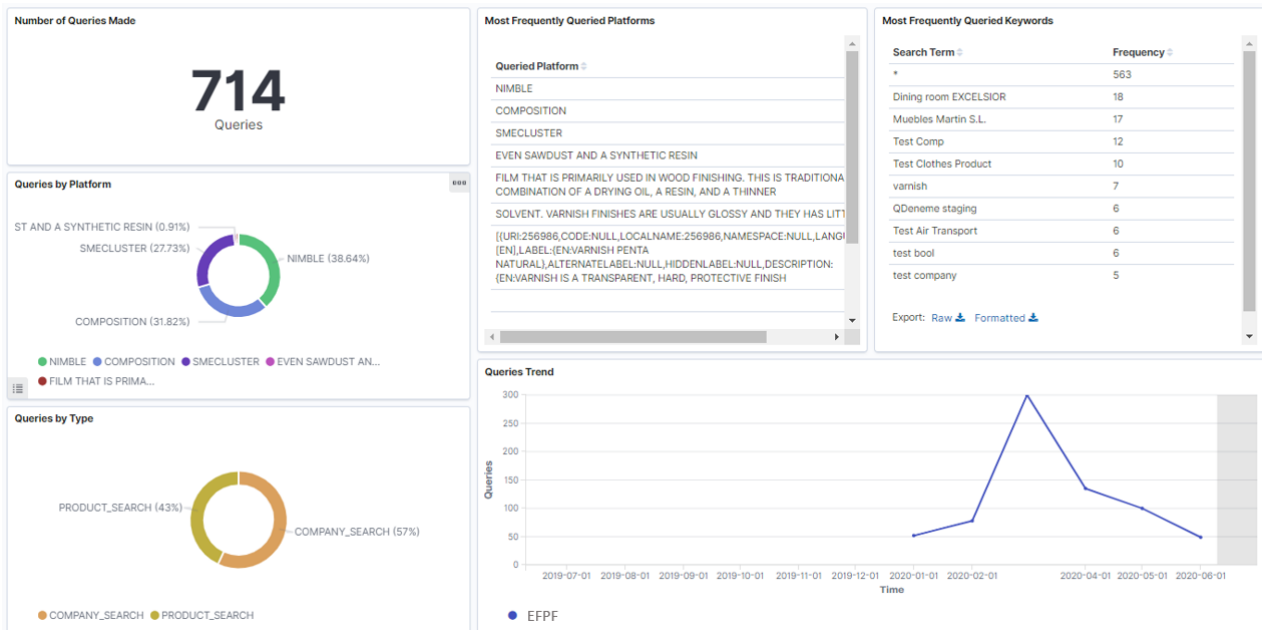 Number of Queries Made
714
Queries
Queries by Platform
ST AND A SYNTHETIC RESIN (0.91%)
SMECLUSTER (27.73%)
NIMBLE (38.64%)
COMPOSITION (31.82%)
NIMBLE COMPOSITION SMECLUSTER EVEN SAWDUST AN...
FILM THAT IS PRIMA...
Queries by Type
PRODUCT_SEARCH (43%)
COMPANY_SEARCH (57%)
COMPANY_SEARCH PRODUCT_SEARCH
Most Frequently Queried Platforms
Queried Platform
NIMBLE
COMPOSITION
SMECLUSTER
EVEN SAWDUST AND A SYNTHETIC RESIN
FILM THAT IS PRIMARILY USED IN WOOD FINISHING. THIS IS TRADITIONA
COMBINATION OF A DRYING OIL, A RESIN, AND A THINNER
SOLVENT. VARNISH FINISHES ARE USUALLY GLOSSY AND THEY HAS LITT
[{URI:256986,CODE:NULL,LOCALNAME:256986,NAMESPACE:NULL,LANGU
[EN],LABEL:{EN:VARNISH PENTA
NATURAL},ALTERNATELABEL:NULL,HIDDENLABEL:NULL,DESCRIPTION:
{EN:VARNISH IS A TRANSPARENT, HARD, PROTECTIVE FINISH
Most Frequently Queried Keywords
Search Term Frequency
* 563
Dining room EXCELSIOR 18
Muebles Martin S.L. 17
Test Comp 12
Test Clothes Product 10
varnish 7
QDeneme staging 6
Test Air Transport 6
test bool 6
test company 5
Export: Raw Formatted
Queries Trend
300
250
200
150
100
50
0
Queries
2019-07-01 2019-08-01 2019-09-01 2019-10-01 2019-11-01 2019-12-01 2020-01-01 2020-02-01 2020-04-01 2020-05-01 2020-06-01
Time
EFPF